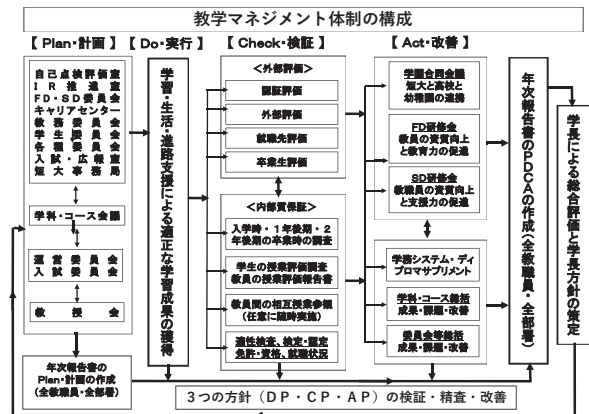 教学マネジメント体制の構成
【 Plan・計画 】
【 Do・実行 】
【 Check・検証 】
【 Act・改善 】
自己点検評価室
I R 推 進 室
F D ・ S D 委 員 会
キャリアセンター
教 務 委 員 会
学 生 委 員 会
各 種 委 員 会
入試・広報室
短 大 事 務 局
学科・コース会議
運 営 委 員 会
入 試 委 員 会
教 授 会
年次報告書の
Plan・計画の作成
(全教職員・全部署)
学習・生活・進路支援による適正な学習成果の獲得
＜外部評価＞
認証評価
外部評価
就職先評価
卒業生評価
＜内部質保証＞
入学時・１年後期・２
年後期の卒業時の調査
学生の授業評価調査
教員の授業評価報告書
教員間の相互授業参観
(任意に随時実施)
適性検査、検定・認定
免許・資格、就職状況
学園合同会議
短大と高校と
幼稚園の連携
FD研修会
教員の資質向上
と教育力の促進
SD研修会
教職員の資質向上
と支援力の促進
学務システム・ディ
プロマサプリメント
学科・コース総括
成果・課題・改善
委員会等総括
成果・課題・改善
年次報告書のPDCAの作成(全教職員・全部署)
学長による総合評価と学長方針の策定
３つの方針（ＤＰ・ＣＰ・ＡＰ）の検証・精査・改善